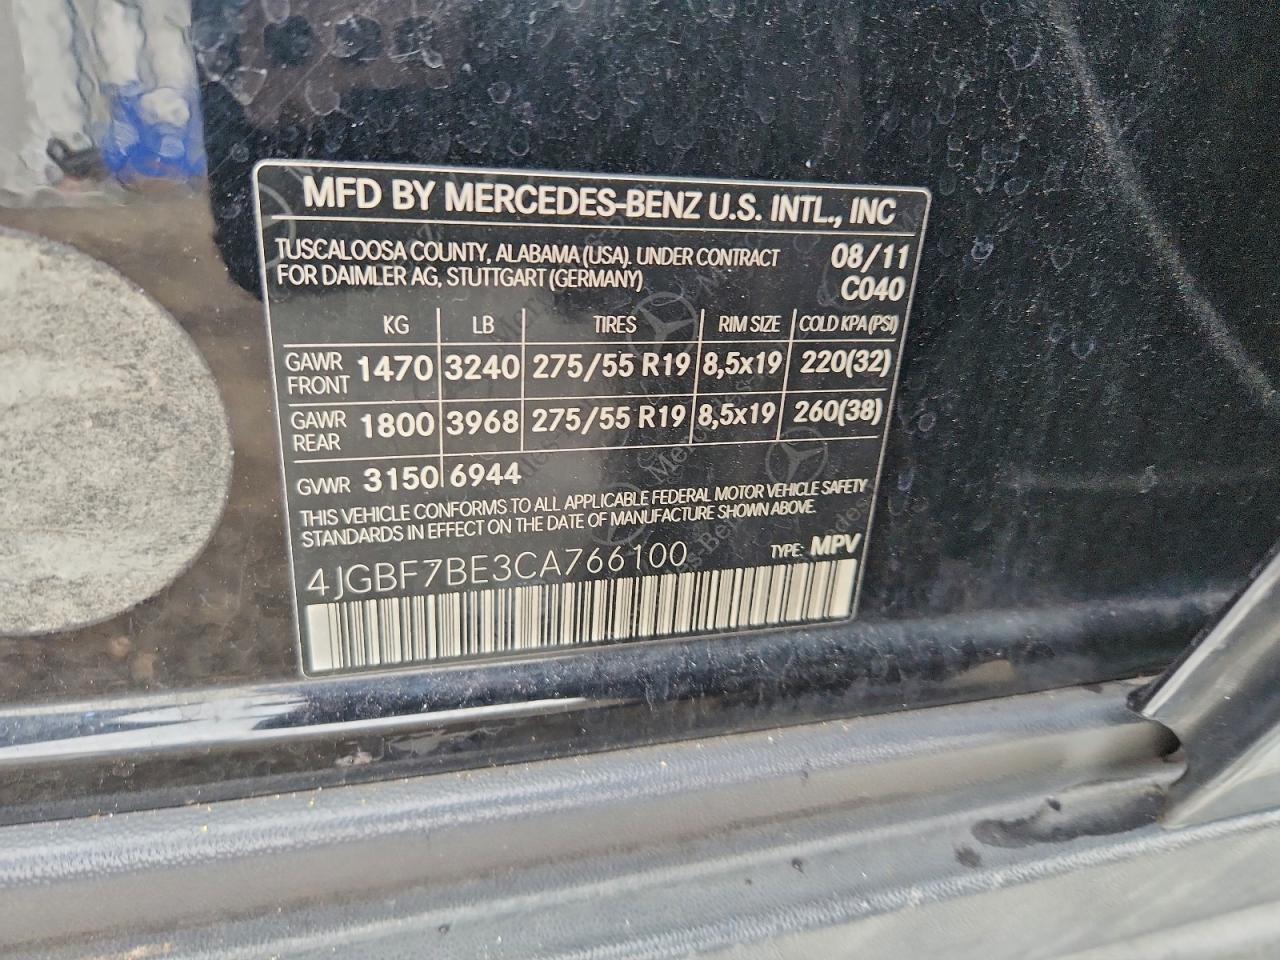 MFD BY MERCEDES-BENZ U.S. INTL., INC
TUSCALOOSA COUNTY, ALABAMA (USA). UNDER CONTRACT 08/11
FOR DAIMLER AG, STUTTGART (GERMANY) C040
KG LB TIRES RIM SIZE COLD KPA (PSI)
GAWR FRONT 1470 3240 275/55 R19 8,5x19 220(32)
GAWR REAR 1800 3968 275/55 R19 8,5x19 260(38)
GVWR 3150 6944
THIS VEHICLE CONFORMS TO ALL APPLICABLE FEDERAL MOTOR VEHICLE SAFETY
STANDARDS IN EFFECT ON THE DATE OF MANUFACTURE SHOWN ABOVE.
4JGBF7BE3CA766100 TYPE: MPV